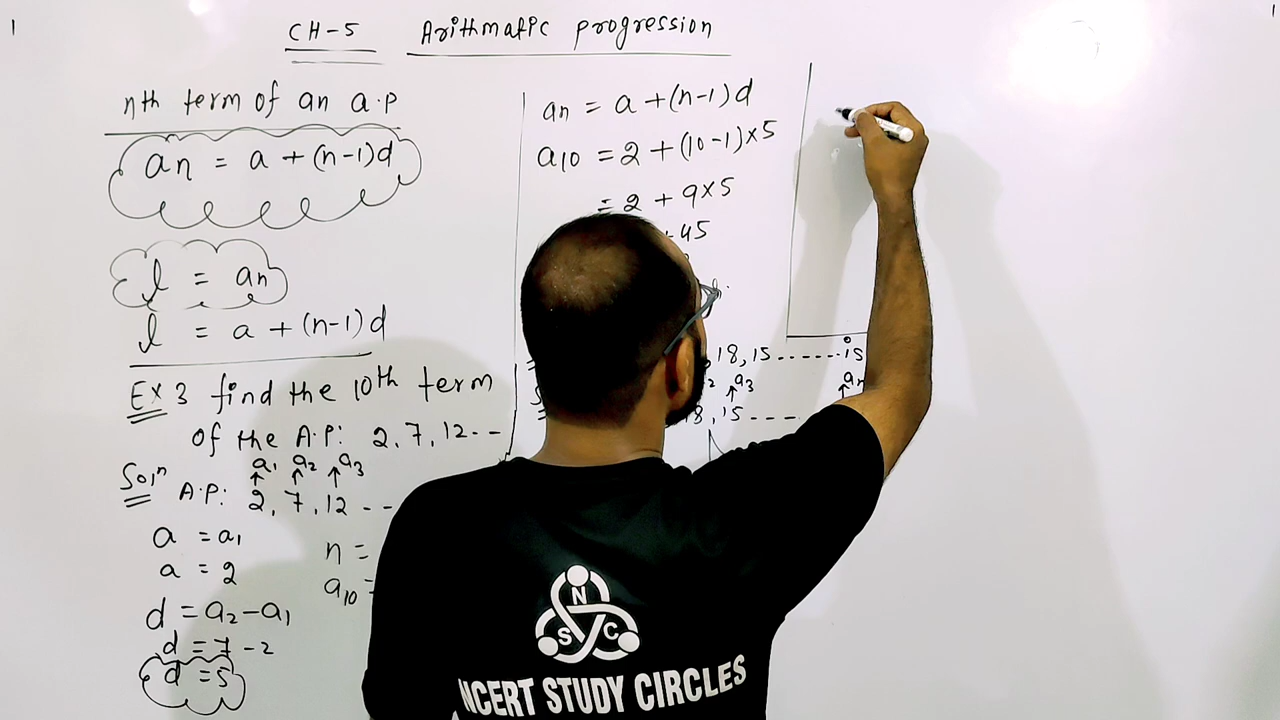 CH-5 Arithmatic progression
nth term of an a.p
an = a + (n-1)d
l = an
l = a + (n-1)d
Ex 3 find the 10th term
of the A.P: 2, 7, 12 --
Soln
a1 a2 a3
A.P: 2, 7, 12 --
a = a1
a = 2
d = a2 - a1
d = 7 - 2
d = 5
n =
a10 =
an = a + (n-1)d
a10 = 2 + (10-1) × 5
= 2 + 9×5
45
18, 15 ------ is
a3
18, 15 ----
N
S C
NCERT STUDY CIRCLES